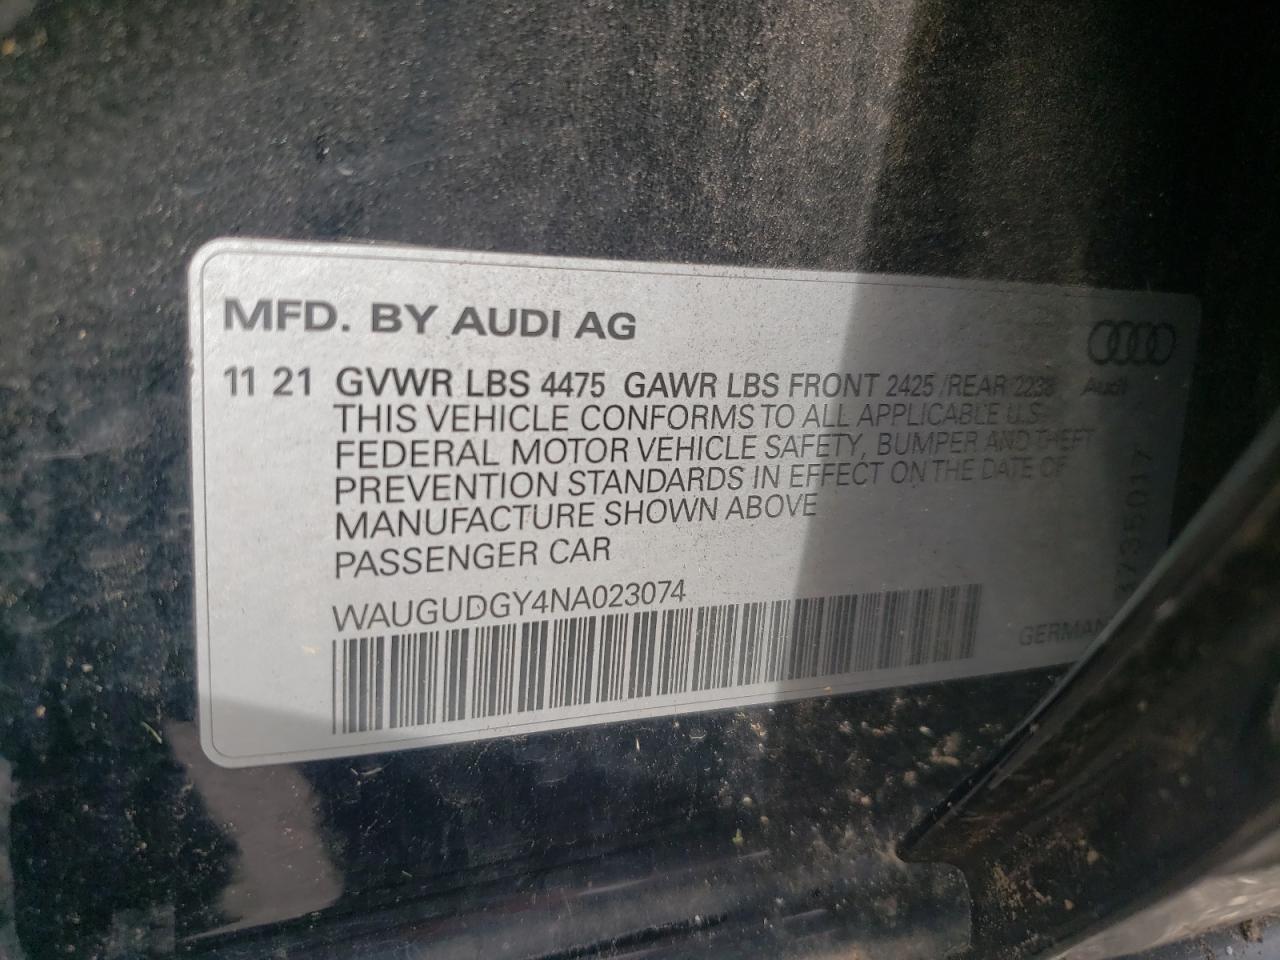 MFD. BY AUDI AG
11 21 GVWR LBS 4475 GAWR LBS FRONT 2425 /REAR
THIS VEHICLE CONFORMS TO ALL APPLICABLE U.S.
FEDERAL MOTOR VEHICLE SAFETY, BUMPER AND THEFT
PREVENTION STANDARDS IN EFFECT ON THE DATE OF
MANUFACTURE SHOWN ABOVE
PASSENGER CAR
WAUGUDGY4NA023074
Audi